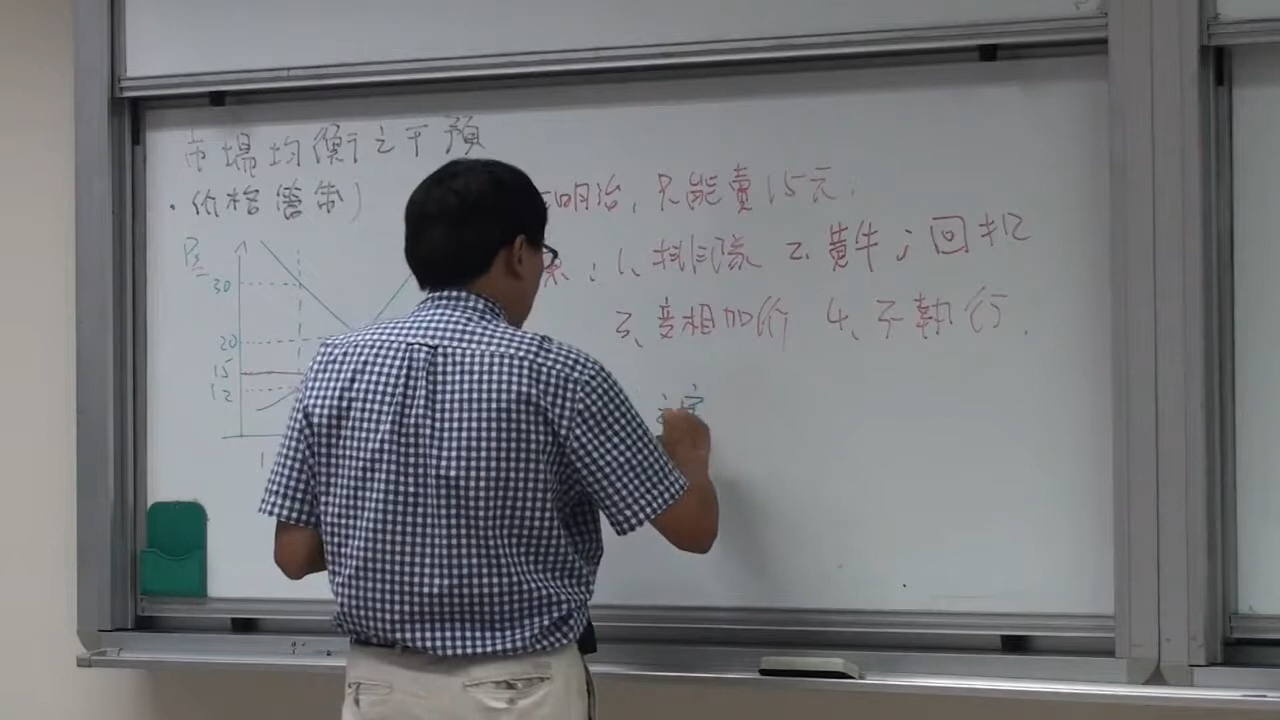 市場均衡之干預
·价格管制
明治,只能賣15元.
:1、排隊 2、黃牛;回扣
3、变相加价 4、不執行.
P
30
20
15
12
1